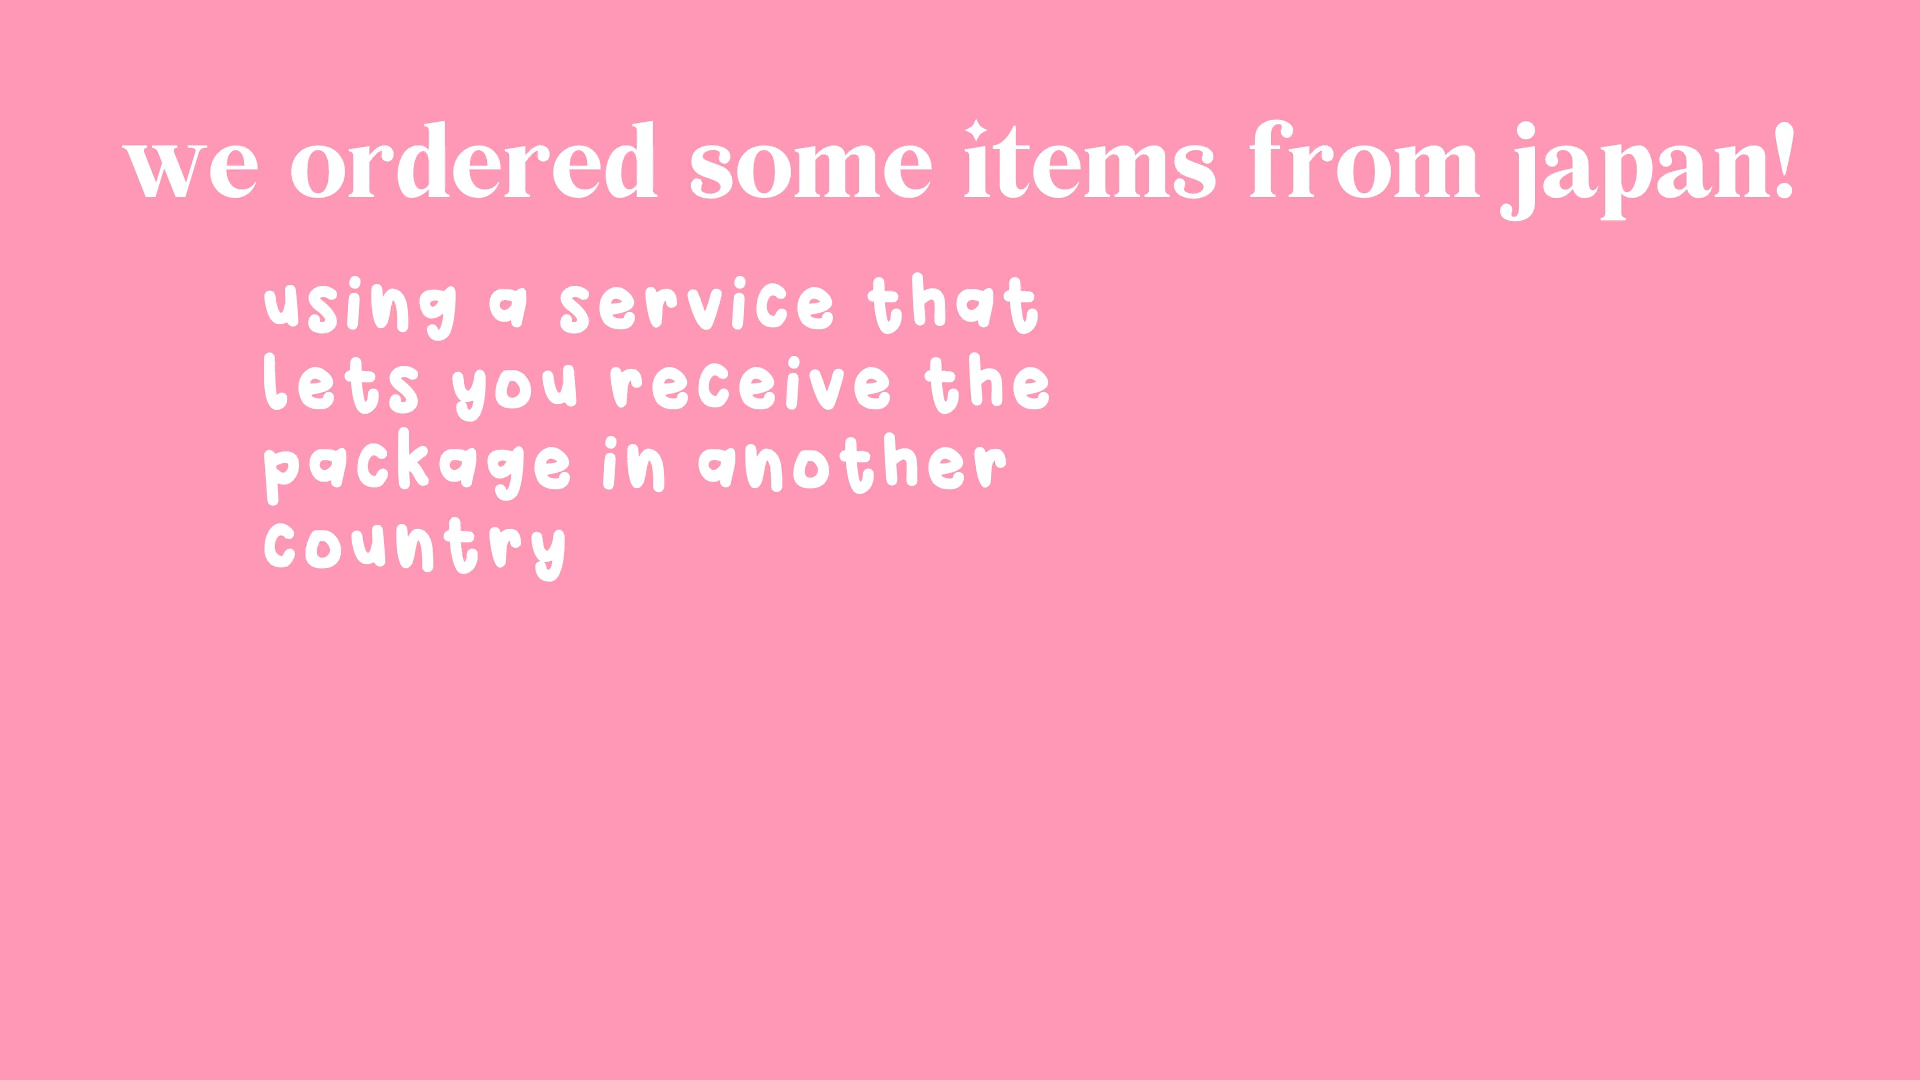 we ordered some items from japan!
using a service that
lets you receive the
package in another
country